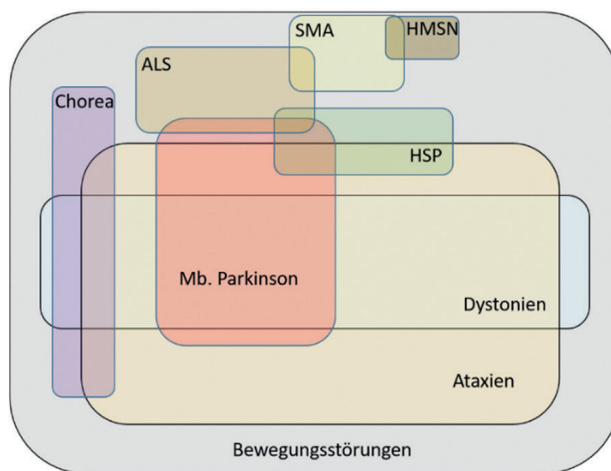 SMA
HMSN
ALS
Chorea
HSP
Mb. Parkinson
Dystonien
Ataxien
Bewegungsstörungen